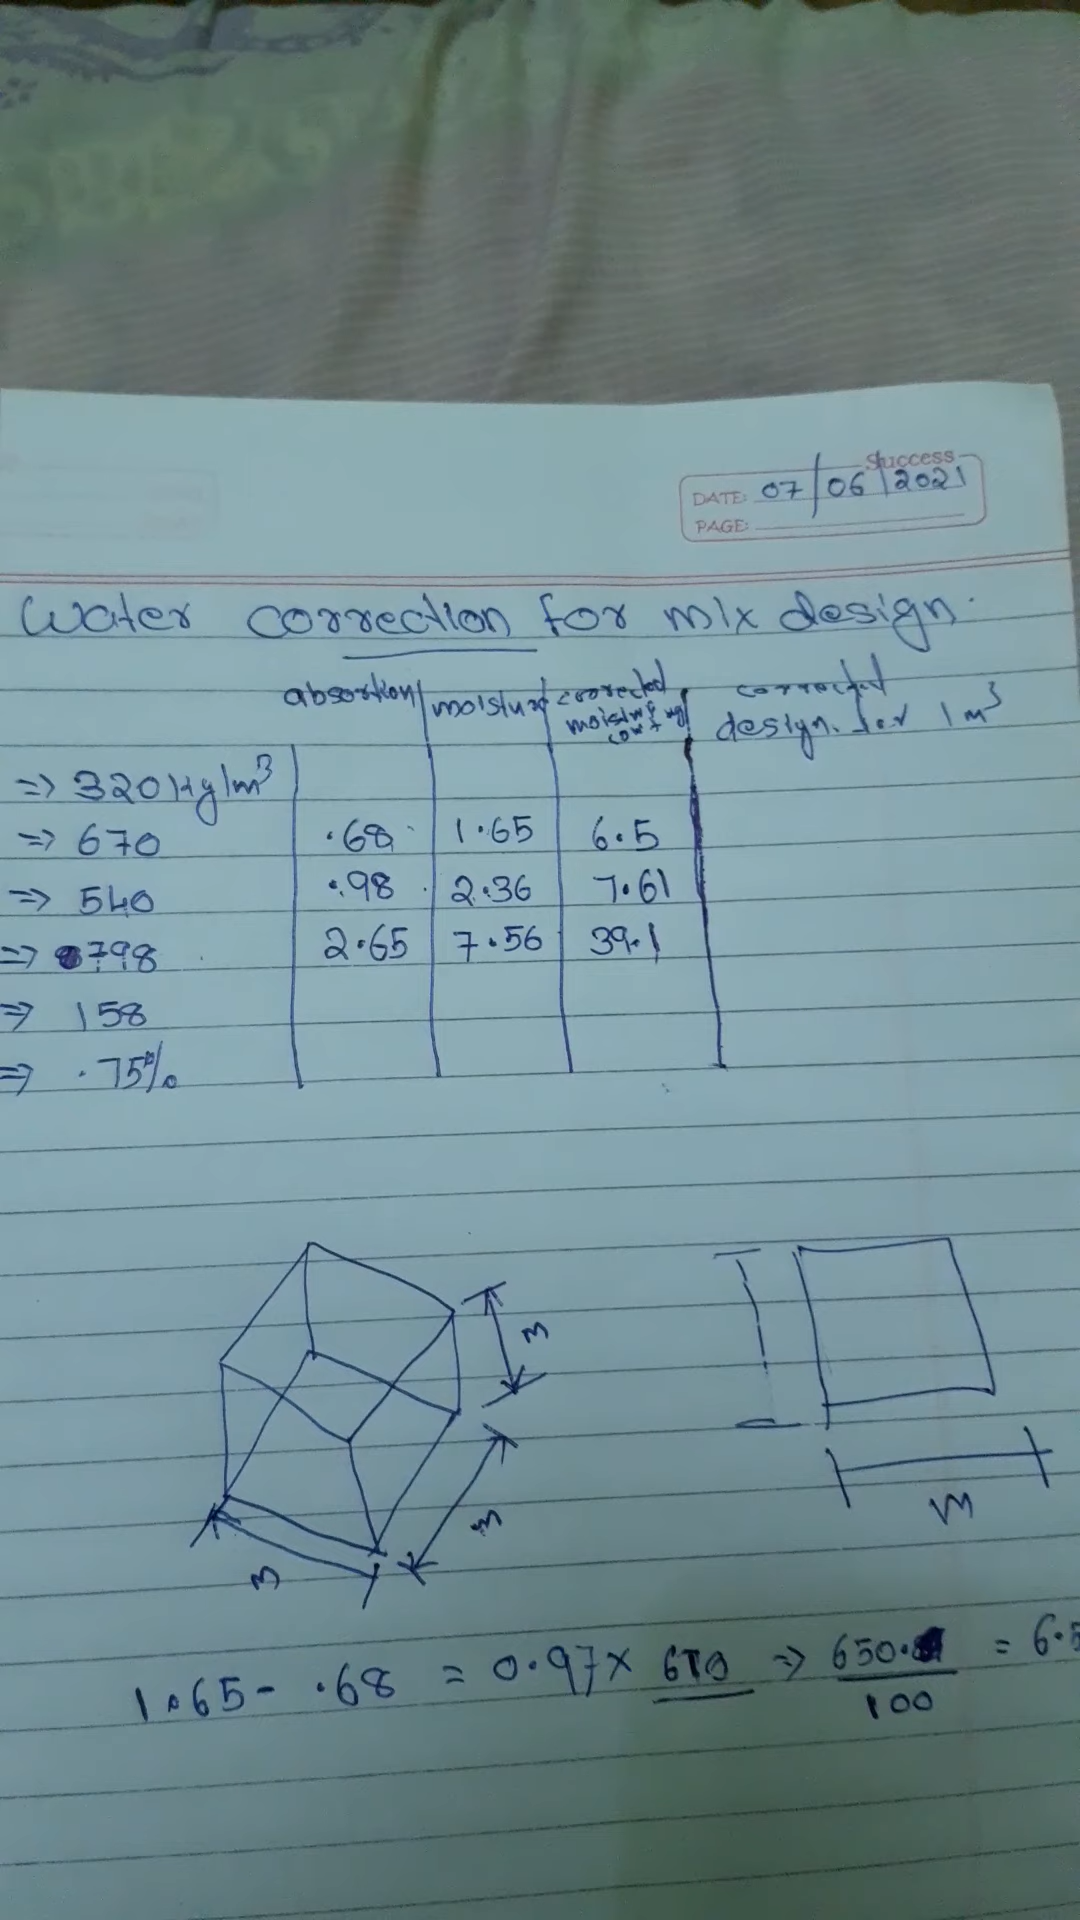 Success
DATE: 07/06/2021
PAGE:
Water correction for mix design.
absortion moisture corrected moisture corrected design for 1m³
=> 320 Kg/m³
=> 670 .68 1.65 6.5
=> 540 .98 2.36 7.61
=> 798 2.65 7.56 39.1
=> 158
=> .75%
m
m
m
m
1.65 - .68 = 0.97 x 670 => 650. = 6.5
100